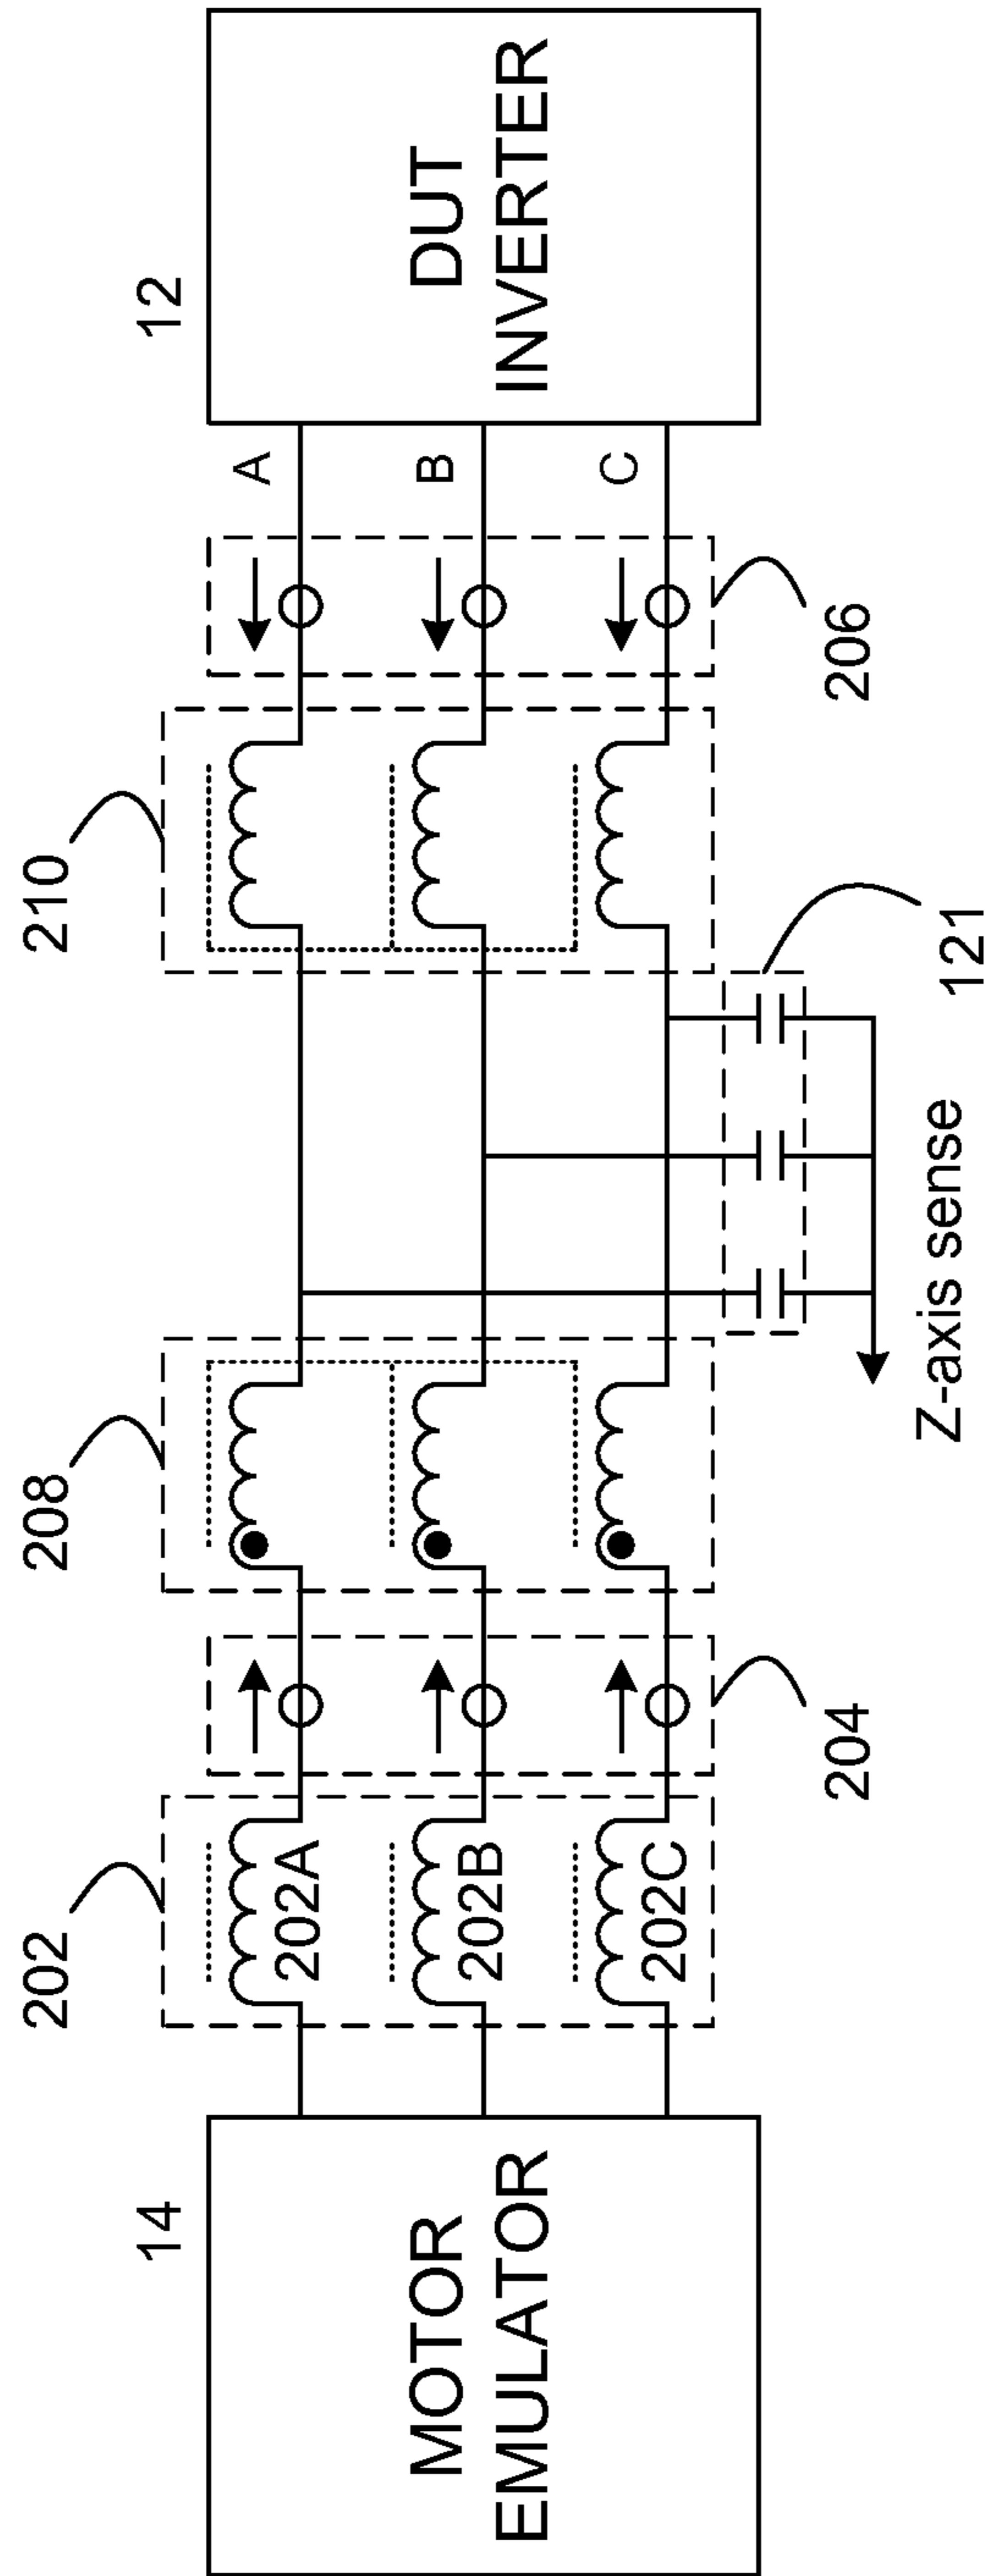 202
208
210
14
12
MOTOR
EMULATOR
202A
202B
202C
A
B
C
DUT
INVERTER
204
206
121
Z-axis sense